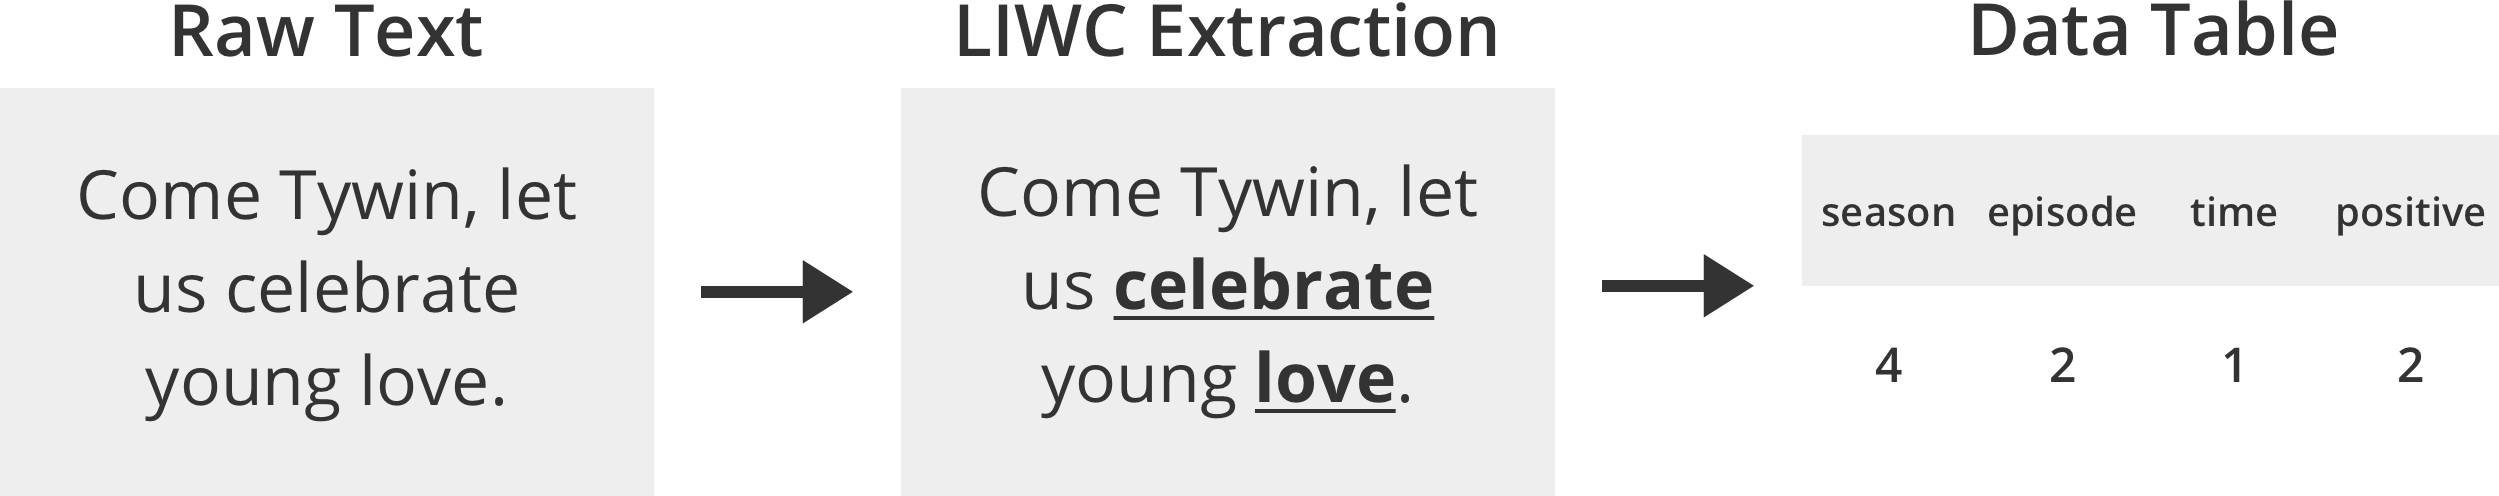 Raw Text
Come Tywin, let
us celebrate
young love.
LIWC Extraction
Come Tywin, let
us celebrate
young love.
Data Table
season episode time positive
4 2 1 2